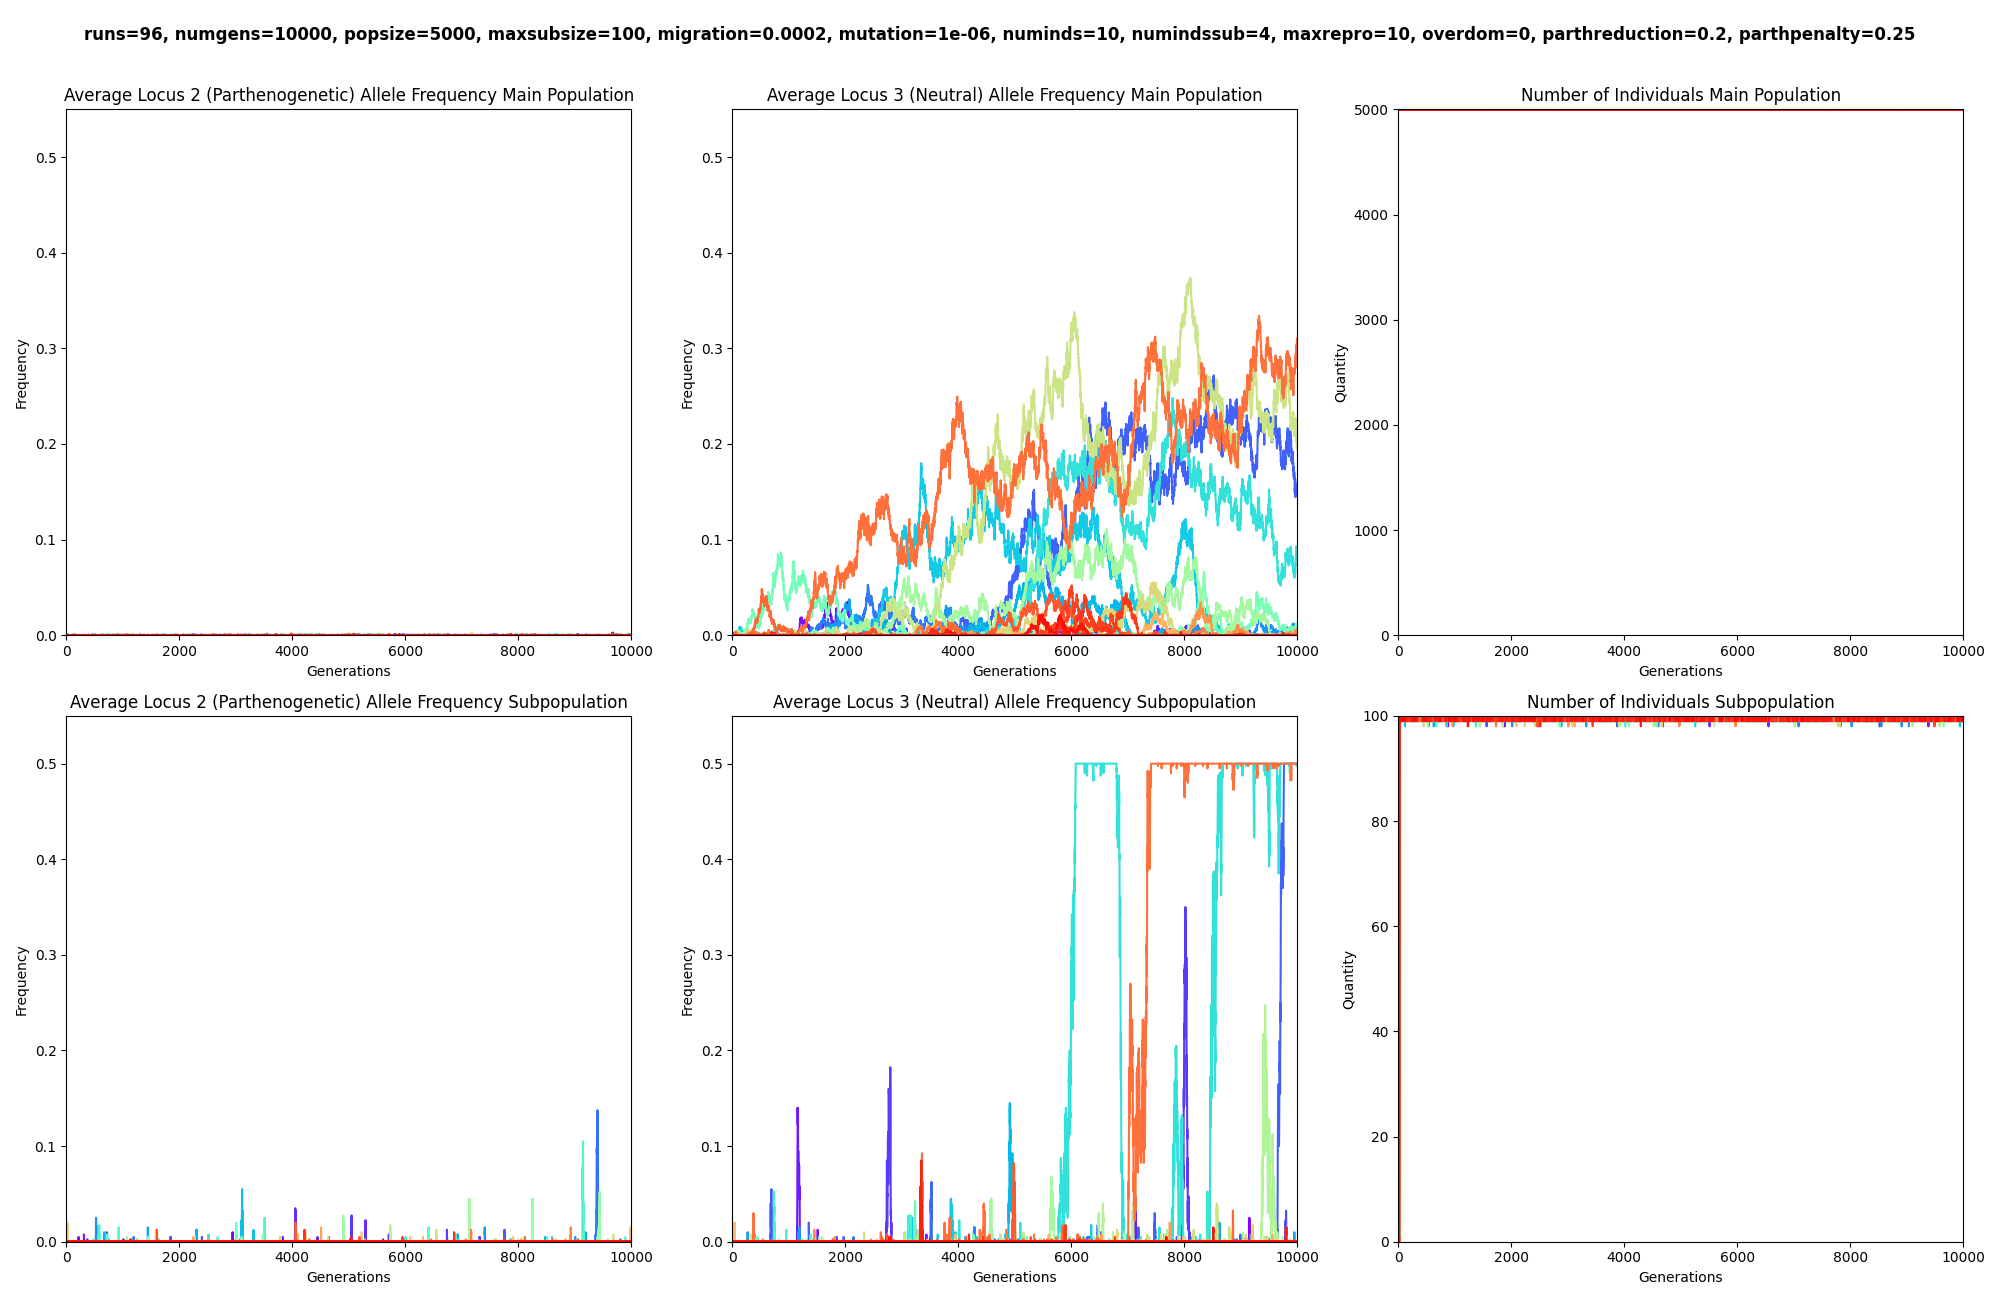 runs=96, numgens=10000, popsize=5000, maxsubsize=100, migration=0.0002, mutation=1e-06, numinds=10, numindssub=4, maxrepro=10, overdom=0, parthreduction=0.2, parthpenalty=0.25
Average Locus 2 (Parthenogenetic) Allele Frequency Main Population
Frequency
0.5
0.4
0.3
0.2
0.1
0.0
0 2000 4000 6000 8000 10000
Generations
Average Locus 3 (Neutral) Allele Frequency Main Population
Frequency
0.5
0.4
0.3
0.2
0.1
0.0
0 2000 4000 6000 8000 10000
Generations
Number of Individuals Main Population
Quantity
5000
4000
3000
2000
1000
0
0 2000 4000 6000 8000 10000
Generations
Average Locus 2 (Parthenogenetic) Allele Frequency Subpopulation
Frequency
0.5
0.4
0.3
0.2
0.1
0.0
0 2000 4000 6000 8000 10000
Generations
Average Locus 3 (Neutral) Allele Frequency Subpopulation
Frequency
0.5
0.4
0.3
0.2
0.1
0.0
0 2000 4000 6000 8000 10000
Generations
Number of Individuals Subpopulation
Quantity
100
80
60
40
20
0
0 2000 4000 6000 8000 10000
Generations